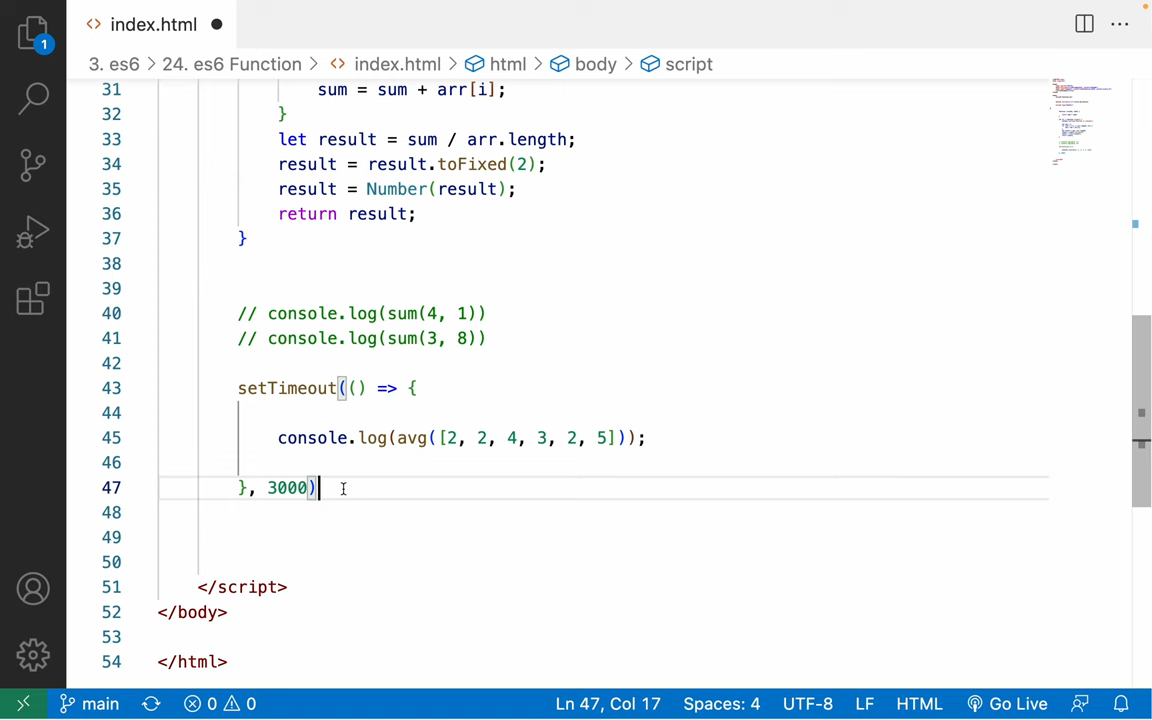 <> index.html ●
3. es6 > 24. es6 Function > <> index.html > html > body > script
1
31 sum = sum + arr[i];
32 }
33 let result = sum / arr.length;
34 result = result.toFixed(2);
35 result = Number(result);
36 return result;
37 }
38
39
40 // console.log(sum(4, 1))
41 // console.log(sum(3, 8))
42
43 setTimeout(() => {
44
45 console.log(avg([2, 2, 4, 3, 2, 5]));
46
47 }, 3000)
48
49
50
51 </script>
52 </body>
53
54 </html>
main 0 0 Ln 47, Col 17 Spaces: 4 UTF-8 LF HTML Go Live